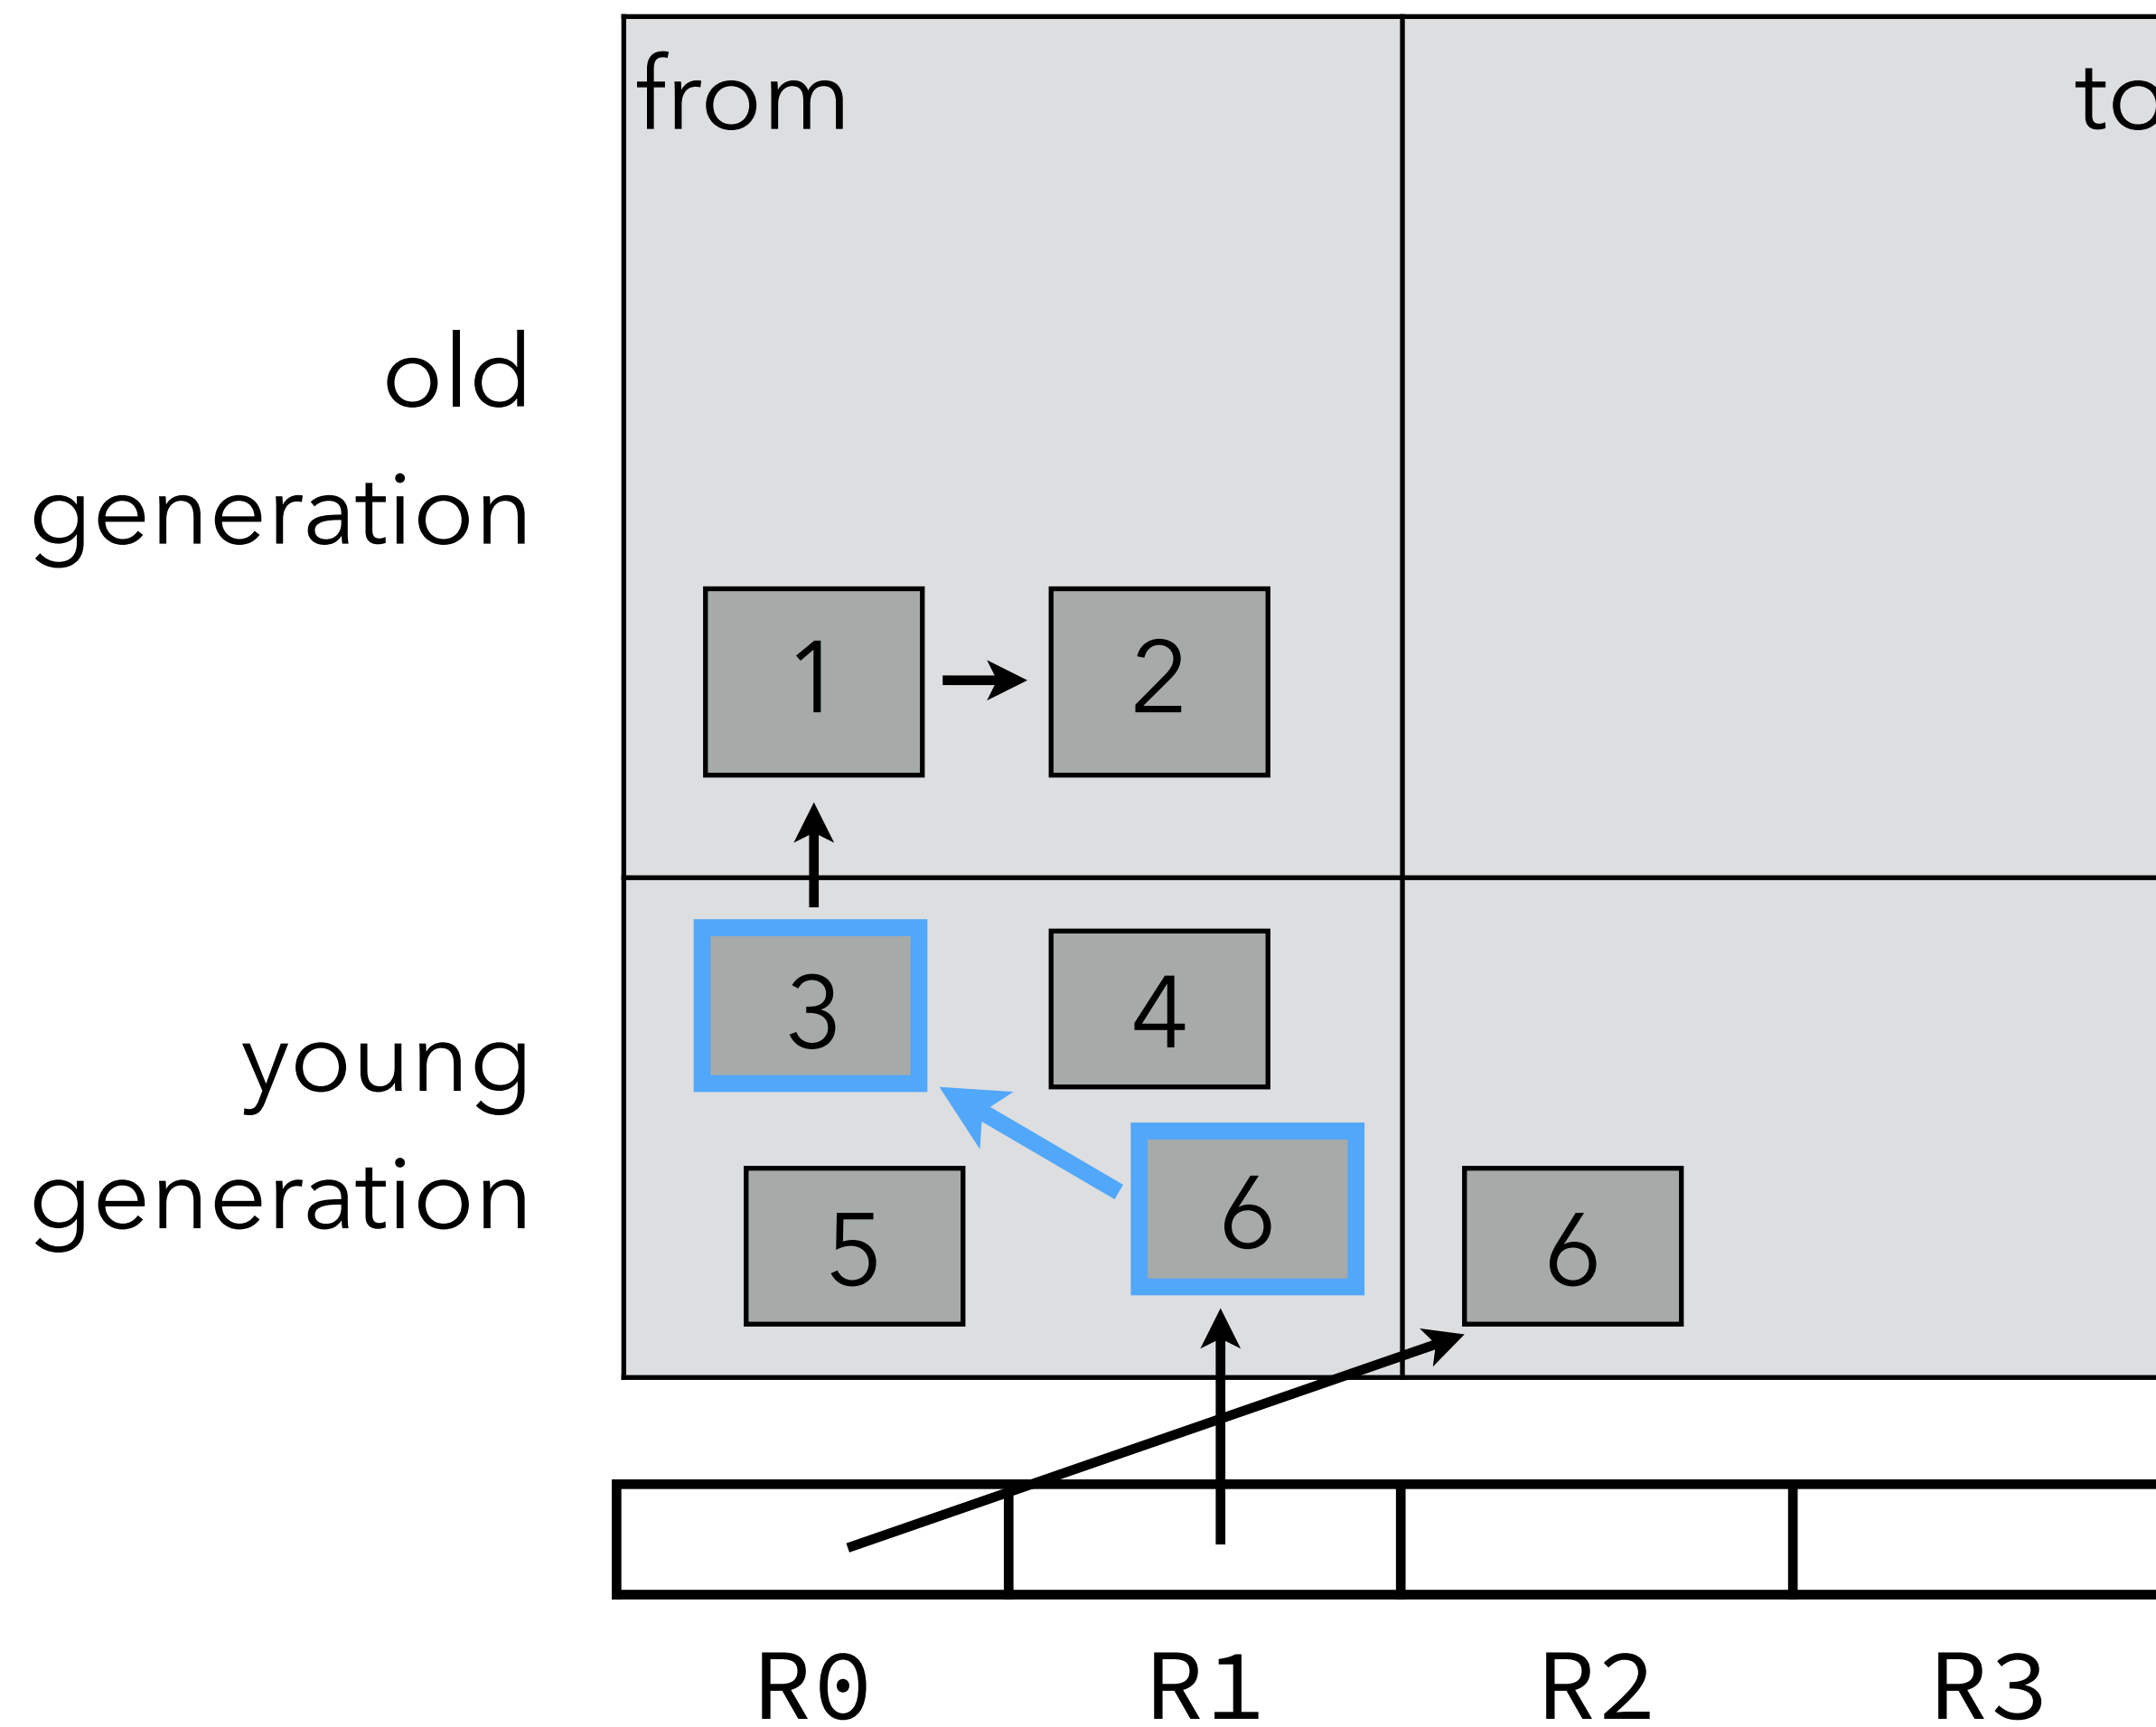 from
to
old
generation
1
2
3
4
young
generation
5
6
6
R0
R1
R2
R3